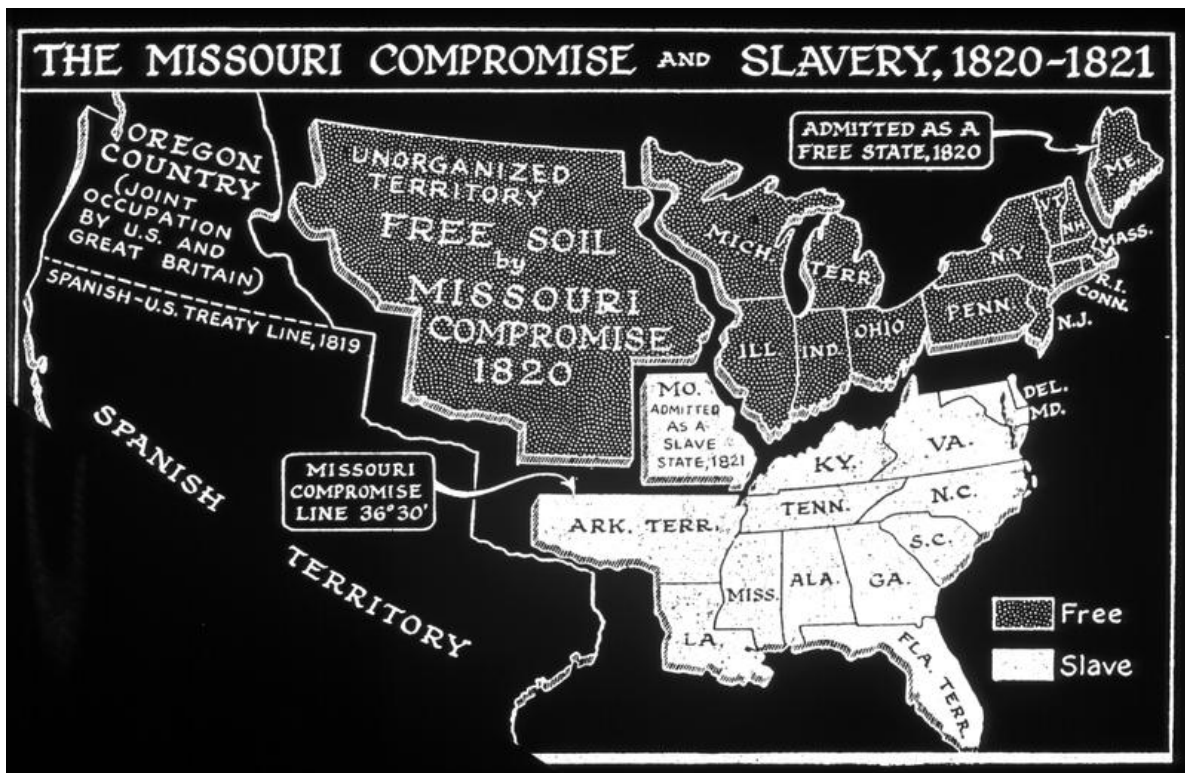 THE MISSOURI COMPROMISE AND SLAVERY, 1820-1821
OREGON
COUNTRY
(JOINT
OCCUPATION
BY U.S. AND
GREAT BRITAIN)
SPANISH-U.S. TREATY LINE, 1819
UNORGANIZED
TERRITORY
FREE SOIL
by
MISSOURI
COMPROMISE
1820
ADMITTED AS A
FREE STATE, 1820
ME.
VT.
NH.
MASS.
R.I.
CONN.
N.Y.
N.J.
PENN.
MICH.
TERR.
ILL.
IND.
OHIO
MO.
ADMITTED
AS A
SLAVE
STATE, 1821
DEL.
MD.
VA.
KY.
N.C.
TENN.
S.C.
MISSOURI
COMPROMISE
LINE 36°30'
ARK. TERR.
MISS.
ALA.
GA.
LA.
FLA. TERR.
SPANISH
TERRITORY
Free
Slave